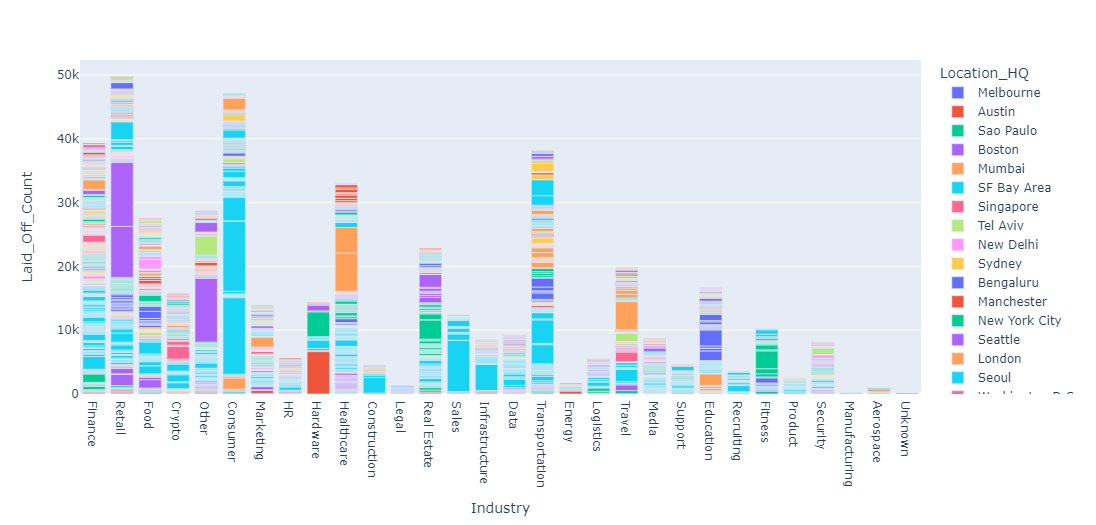 Location_HQ
Melbourne
Austin
Sao Paulo
Boston
Mumbai
SF Bay Area
Singapore
Tel Aviv
New Delhi
Sydney
Bengaluru
Manchester
New York City
Seattle
London
Seoul
50k
40k
30k
20k
10k
0
Laid_Off_Count
Finance
Retail
Food
Crypto
Other
Consumer
Marketing
HR
Hardware
Healthcare
Construction
Legal
Real Estate
Sales
Infrastructure
Data
Transportation
Energy
Logistics
Travel
Media
Support
Education
Recruiting
Fitness
Product
Security
Manufacturing
Aerospace
Unknown
Industry